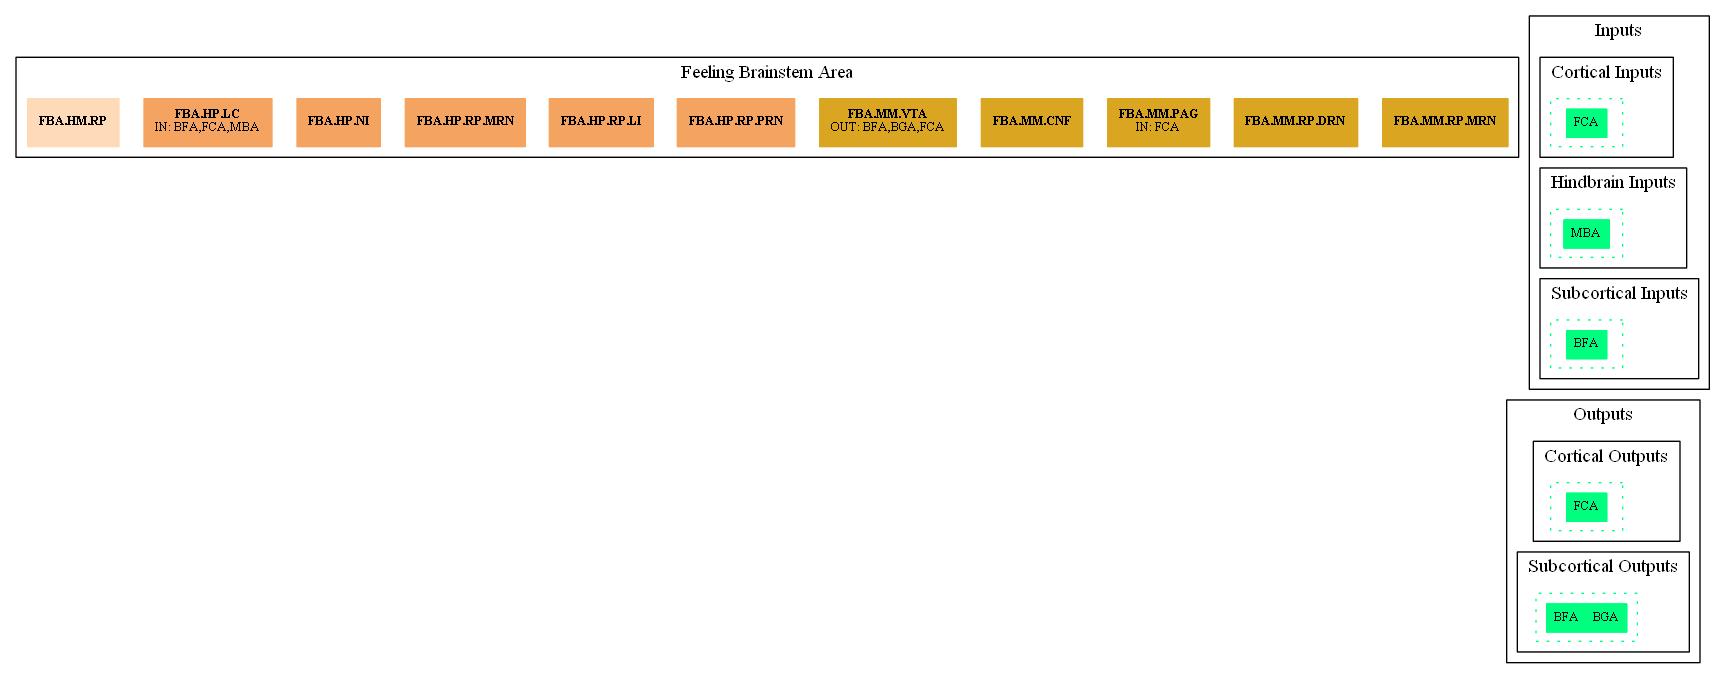 Feeling Brainstem Area
FBA.HM.RP
FBA.HP.LC
IN: BFA,FCA,MBA
FBA.HP.NI
FBA.HP.RP.MRN
FBA.HP.RP.LI
FBA.HP.RP.PRN
FBA.MM.VTA
OUT: BFA,BGA,FCA
FBA.MM.CNF
FBA.MM.PAG
IN: FCA
FBA.MM.RP.DRN
FBA.MM.RP.MRN
Inputs
Cortical Inputs
FCA
Hindbrain Inputs
MBA
Subcortical Inputs
BFA
Outputs
Cortical Outputs
FCA
Subcortical Outputs
BFA BGA